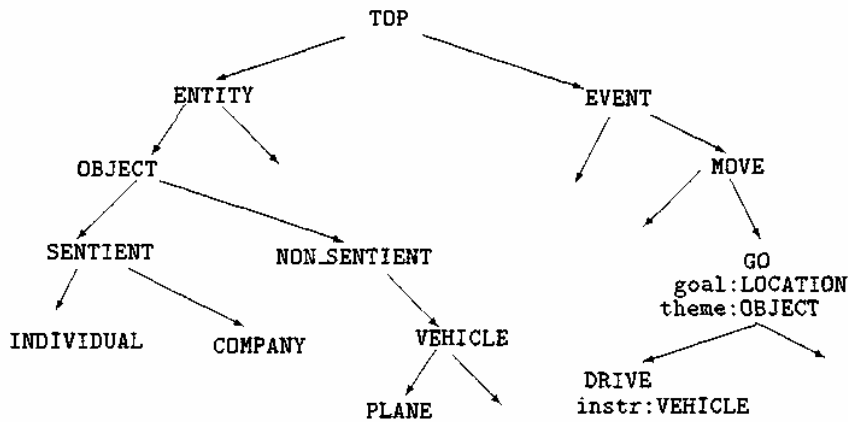 TOP
ENTITY
EVENT
OBJECT
MOVE
SENTIENT
NON_SENTIENT
GO
goal:LOCATION
theme:OBJECT
INDIVIDUAL
COMPANY
VEHICLE
DRIVE
instr:VEHICLE
PLANE